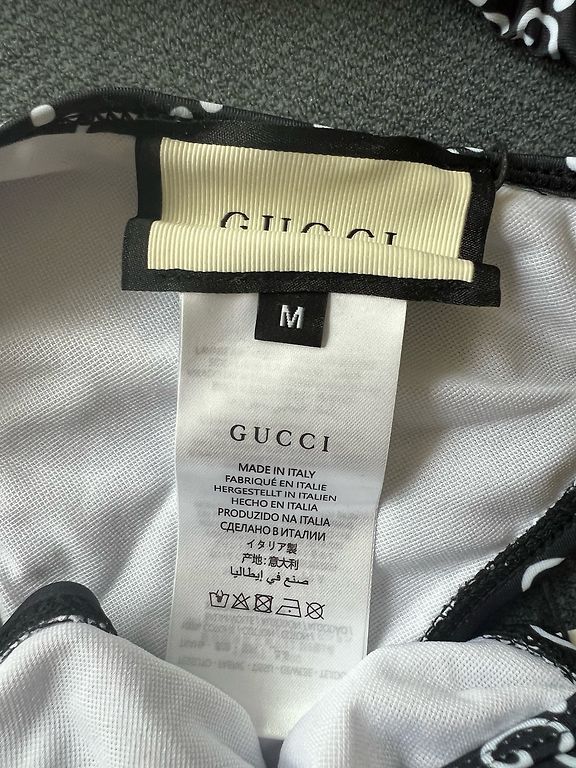 GUCCI
M
GUCCI
MADE IN ITALY
FABRIQUÉ EN ITALIE
HERGESTELLT IN ITALIEN
HECHO EN ITALIA
PRODUZIDO NA ITALIA
СДЕЛАНО В ИТАЛИИ
イタリア製
产地:意大利
صنع في إيطاليا